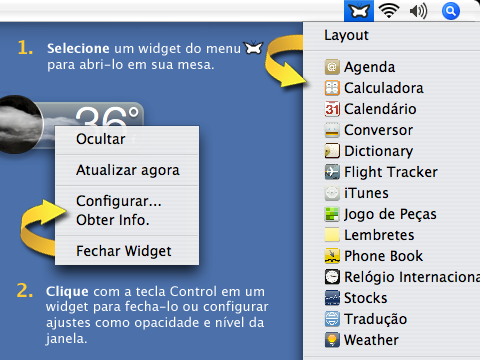 1. Selecione um widget do menu
para abri-lo em sua mesa.
36°
Ocultar
Atualizar agora
Configurar...
Obter Info.
Fechar Widget
2. Clique com a tecla Control em um
widget para fecha-lo ou configurar
ajustes como opacidade e nível da
janela.
Layout
Agenda
Calculadora
31 Calendário
Conversor
Dictionary
Flight Tracker
iTunes
Jogo de Peças
Lembretes
Phone Book
Relógio Internaciona
Stocks
Tradução
Weather